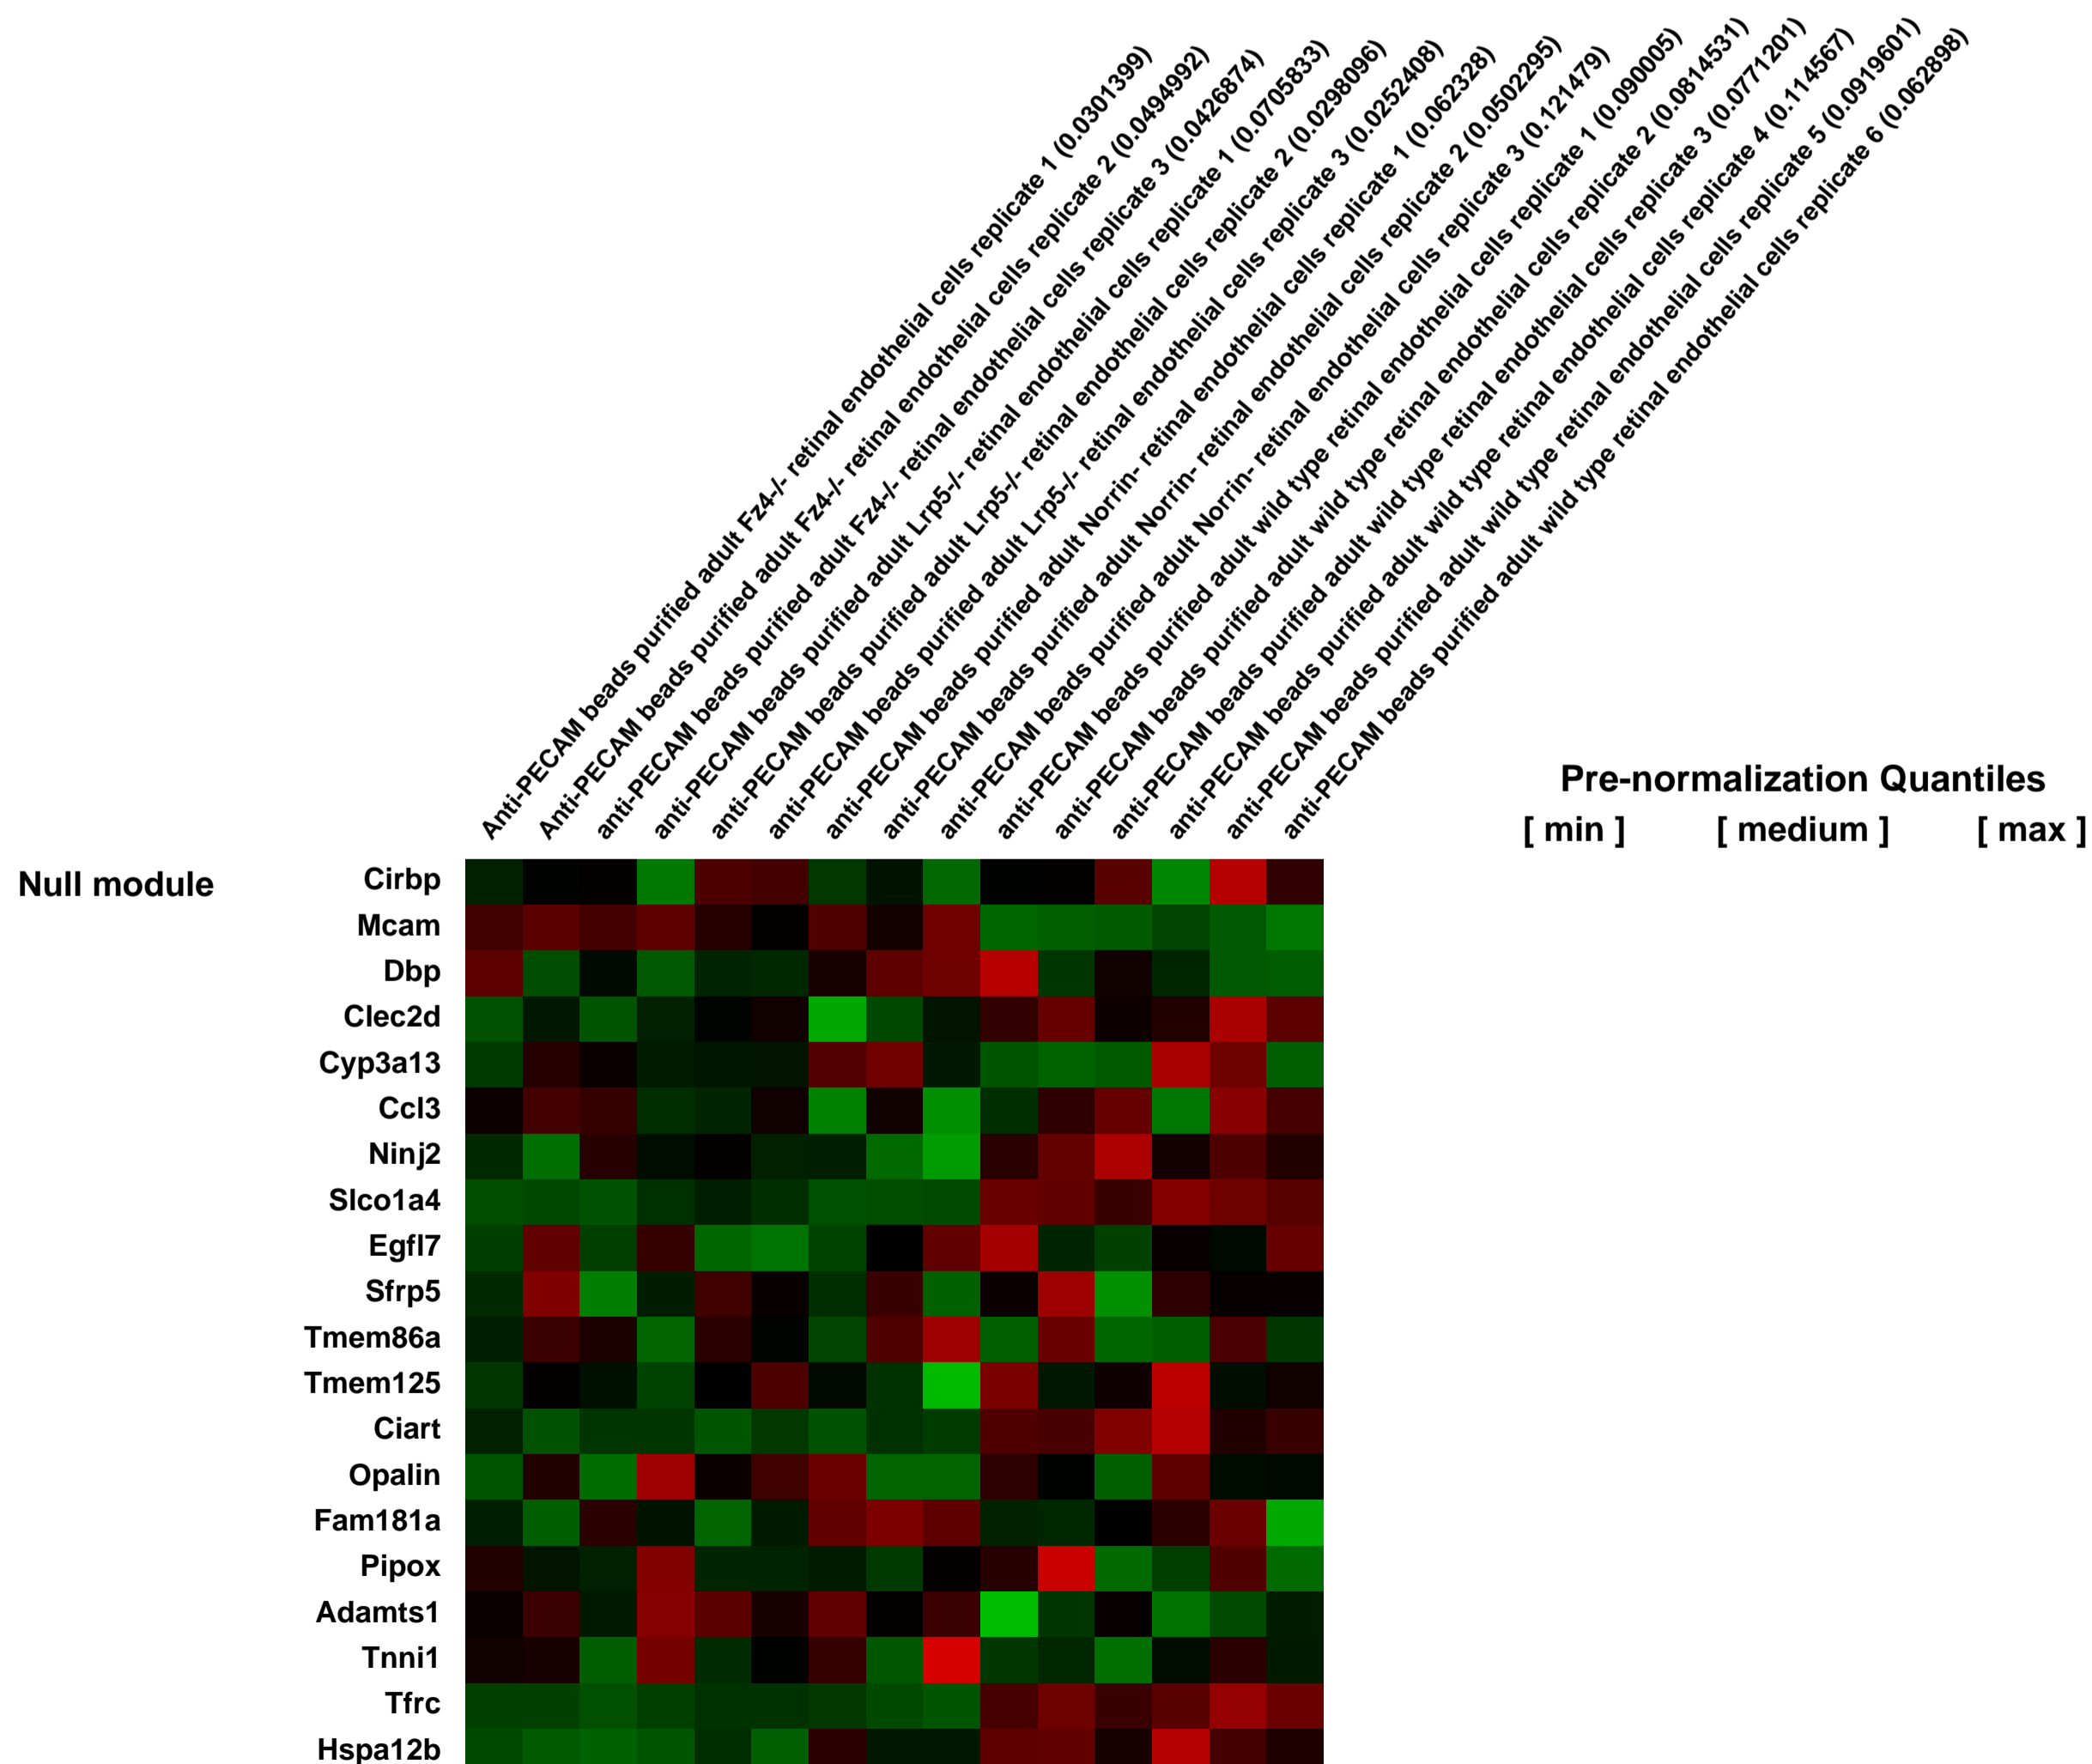 Anti-PECAM beads purified adult Fz4-/- retinal endothelial cells replicate 1 (0.0301399)
Anti-PECAM beads purified adult Fz4-/- retinal endothelial cells replicate 2 (0.0494992)
anti-PECAM beads purified adult Fz4-/- retinal endothelial cells replicate 3 (0.0426874)
anti-PECAM beads purified adult Lrp5-/- retinal endothelial cells replicate 1 (0.0705833)
anti-PECAM beads purified adult Lrp5-/- retinal endothelial cells replicate 2 (0.0298096)
anti-PECAM beads purified adult Lrp5-/- retinal endothelial cells replicate 3 (0.0252408)
anti-PECAM beads purified adult Norrin- retinal endothelial cells replicate 1 (0.062328)
anti-PECAM beads purified adult Norrin- retinal endothelial cells replicate 2 (0.0502295)
anti-PECAM beads purified adult Norrin- retinal endothelial cells replicate 3 (0.121479)
anti-PECAM beads purified adult wild type retinal endothelial cells replicate 1 (0.090005)
anti-PECAM beads purified adult wild type retinal endothelial cells replicate 2 (0.0814531)
anti-PECAM beads purified adult wild type retinal endothelial cells replicate 3 (0.0771201)
anti-PECAM beads purified adult wild type retinal endothelial cells replicate 4 (0.114567)
anti-PECAM beads purified adult wild type retinal endothelial cells replicate 5 (0.0919601)
anti-PECAM beads purified adult wild type retinal endothelial cells replicate 6 (0.062898)
Pre-normalization Quantiles
[ min ] [ medium ] [ max ]
Null module
Cirbp
Mcam
Dbp
Clec2d
Cyp3a13
Ccl3
Ninj2
Slco1a4
Egfl7
Sfrp5
Tmem86a
Tmem125
Ciart
Opalin
Fam181a
Pipox
Adamts1
Tnni1
Tfrc
Hspa12b